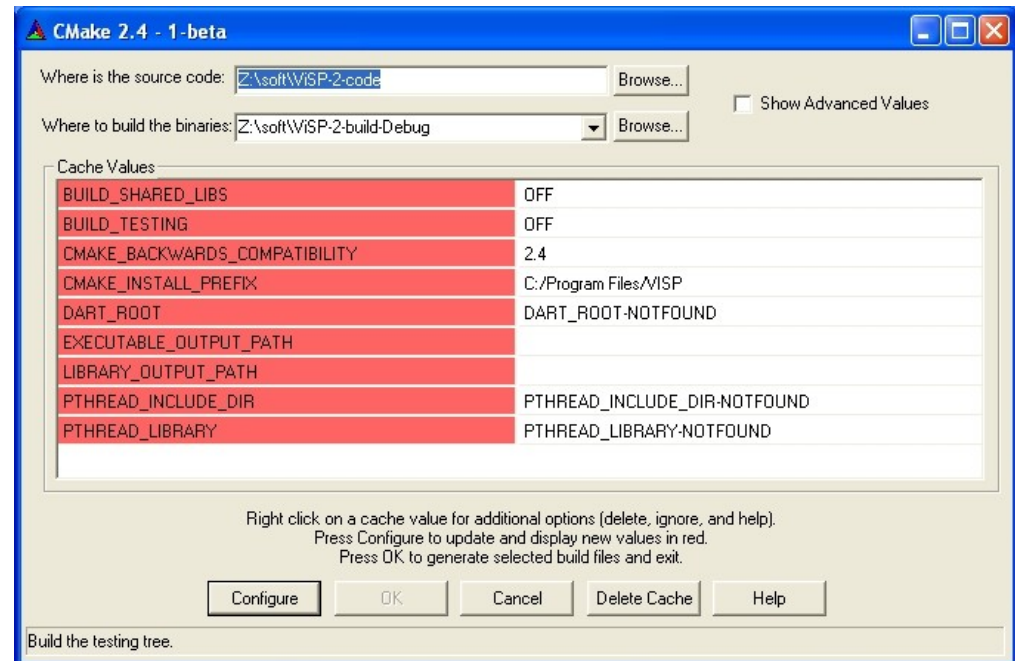 CMake 2.4 - 1-beta
Where is the source code: Z:\soft\ViSP-2-code Browse...
Show Advanced Values
Where to build the binaries: Z:\soft\ViSP-2-build-Debug Browse...
Cache Values
BUILD_SHARED_LIBS OFF
BUILD_TESTING OFF
CMAKE_BACKWARDS_COMPATIBILITY 2.4
CMAKE_INSTALL_PREFIX C:/Program Files/VISP
DART_ROOT DART_ROOT-NOTFOUND
EXECUTABLE_OUTPUT_PATH
LIBRARY_OUTPUT_PATH
PTHREAD_INCLUDE_DIR PTHREAD_INCLUDE_DIR-NOTFOUND
PTHREAD_LIBRARY PTHREAD_LIBRARY-NOTFOUND
Right click on a cache value for additional options (delete, ignore, and help).
Press Configure to update and display new values in red.
Press OK to generate selected build files and exit.
Configure OK Cancel Delete Cache Help
Build the testing tree.